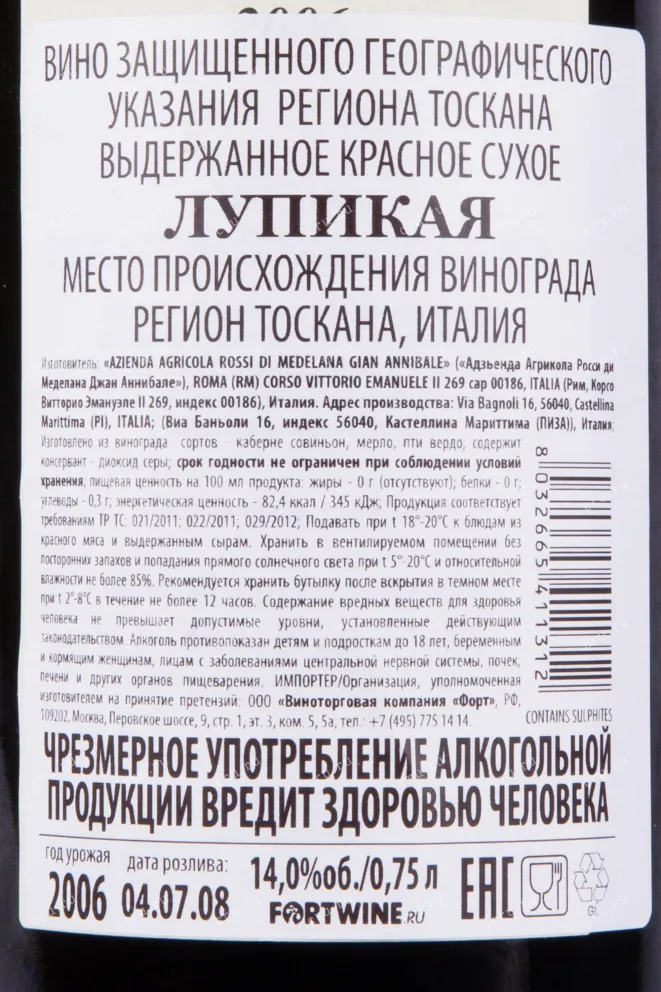 2006
ВИНО ЗАЩИЩЕННОГО ГЕОГРАФИЧЕСКОГО
УКАЗАНИЯ РЕГИОНА ТОСКАНА
ВЫДЕРЖАННОЕ КРАСНОЕ СУХОЕ
ЛУПИКАЯ
МЕСТО ПРОИСХОЖДЕНИЯ ВИНОГРАДА
РЕГИОН ТОСКАНА, ИТАЛИЯ
Изготовитель: «AZIENDA AGRICOLA ROSSI DI MEDELANA GIAN ANNIBALE» («Адзьенда Агрикола Росси ди
Меделана Джан Аннибале»), ROMA (RM) CORSO VITTORIO EMANUELE II 269 cap 00186, ITALIA (Рим, Корсо
Витторио Эмануэле II 269, индекс 00186), Италия. Адрес производства: Via Bagnoli 16, 56040, Castellina
Marittima (PI), ITALIA; (Виа Баньоли 16, индекс 56040, Кастеллина Мариттима (ПИЗА)), Италия;
Изготовлено из винограда сортов - каберне совиньон, мерло, пти вердо; содержит
консервант - диоксид серы; срок годности не ограничен при соблюдении условий
хранения, пищевая ценность на 100 мл продукта: жиры - 0 г (отсутствуют); белки - 0 г;
углеводы - 0,3 г; энергетическая ценность - 82,4 ккал / 345 кДж; Продукция соответствует
требованиям ТР ТС: 021/2011; 022/2011, 029/2012; Подавать при t 18°-20°C к блюдам из
красного мяса и выдержанным сырам. Хранить в вентилируемом помещении без
посторонних запахов и попадания прямого солнечного света при t 5°-20°C и относительной
влажности не более 85%. Рекомендуется хранить бутылку после вскрытия в темном месте
при t 2°-8°C в течение не более 12 часов. Содержание вредных веществ для здоровья
человека не превышает допустимые уровни, установленные действующим
законодательством. Алкоголь противопоказан детям и подросткам до 18 лет, беременным
и кормящим женщинам, лицам с заболеваниями центральной нервной системы, почек,
печени и других органов пищеварения. ИМПОРТЕР/Организация, уполномоченная
изготовителем на принятие претензий: ООО «Виноторговая компания «Форт», РФ,
109202, Москва, Перовское шоссе, 9, стр. 1, эт. 3, ком. 5, 5а; тел.: +7 (495) 775 14 14.
8 032665 411312
CONTAINS SULPHITES
ЧРЕЗМЕРНОЕ УПОТРЕБЛЕНИЕ АЛКОГОЛЬНОЙ
ПРОДУКЦИИ ВРЕДИТ ЗДОРОВЬЮ ЧЕЛОВЕКА
год урожая
2006
дата розлива:
04.07.08
14,0%об./0,75 л
FORTWINE.RU
EAC
GL